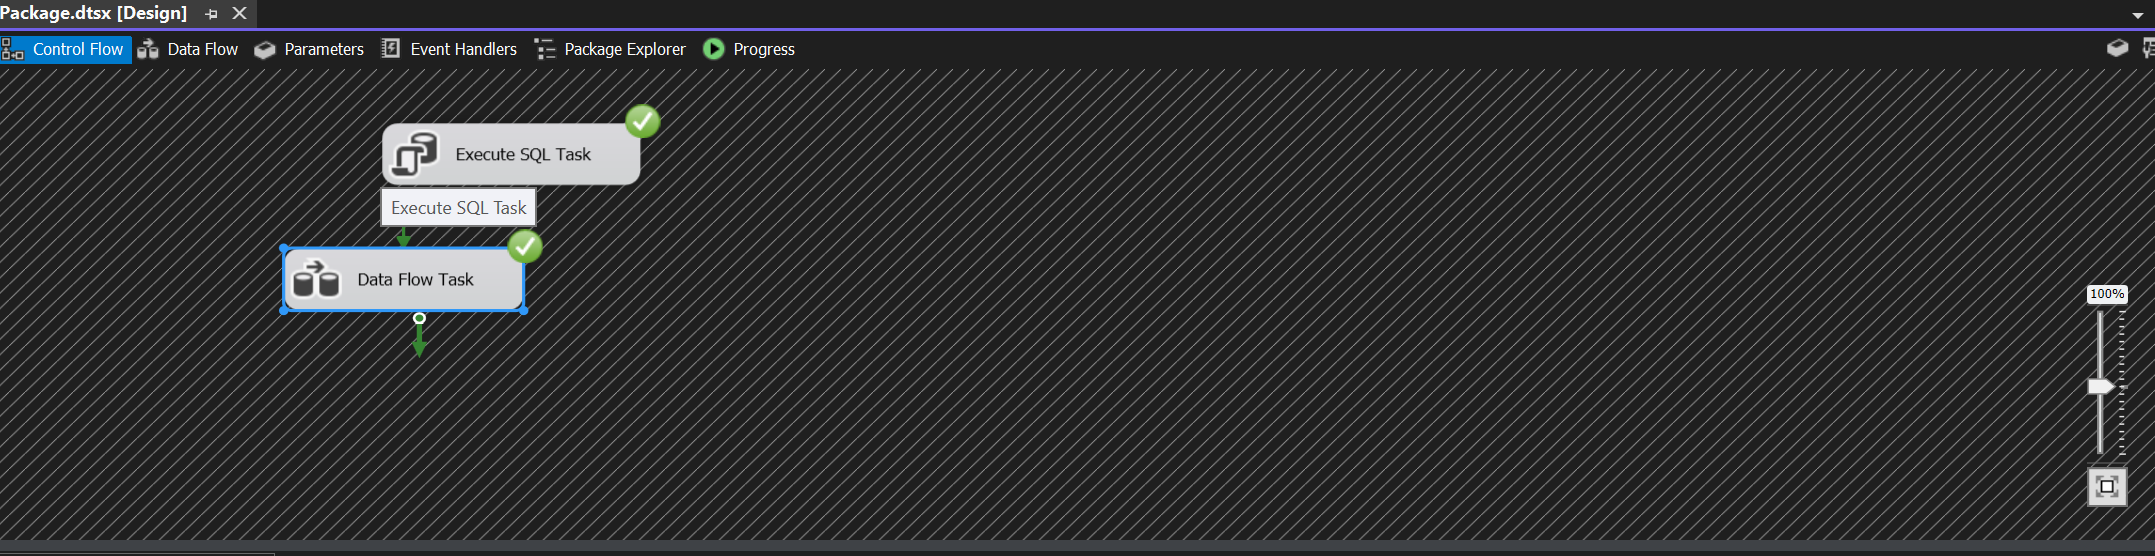 Package.dtsx [Design]
Control Flow Data Flow Parameters Event Handlers Package Explorer Progress
Execute SQL Task
Execute SQL Task
Data Flow Task
100%